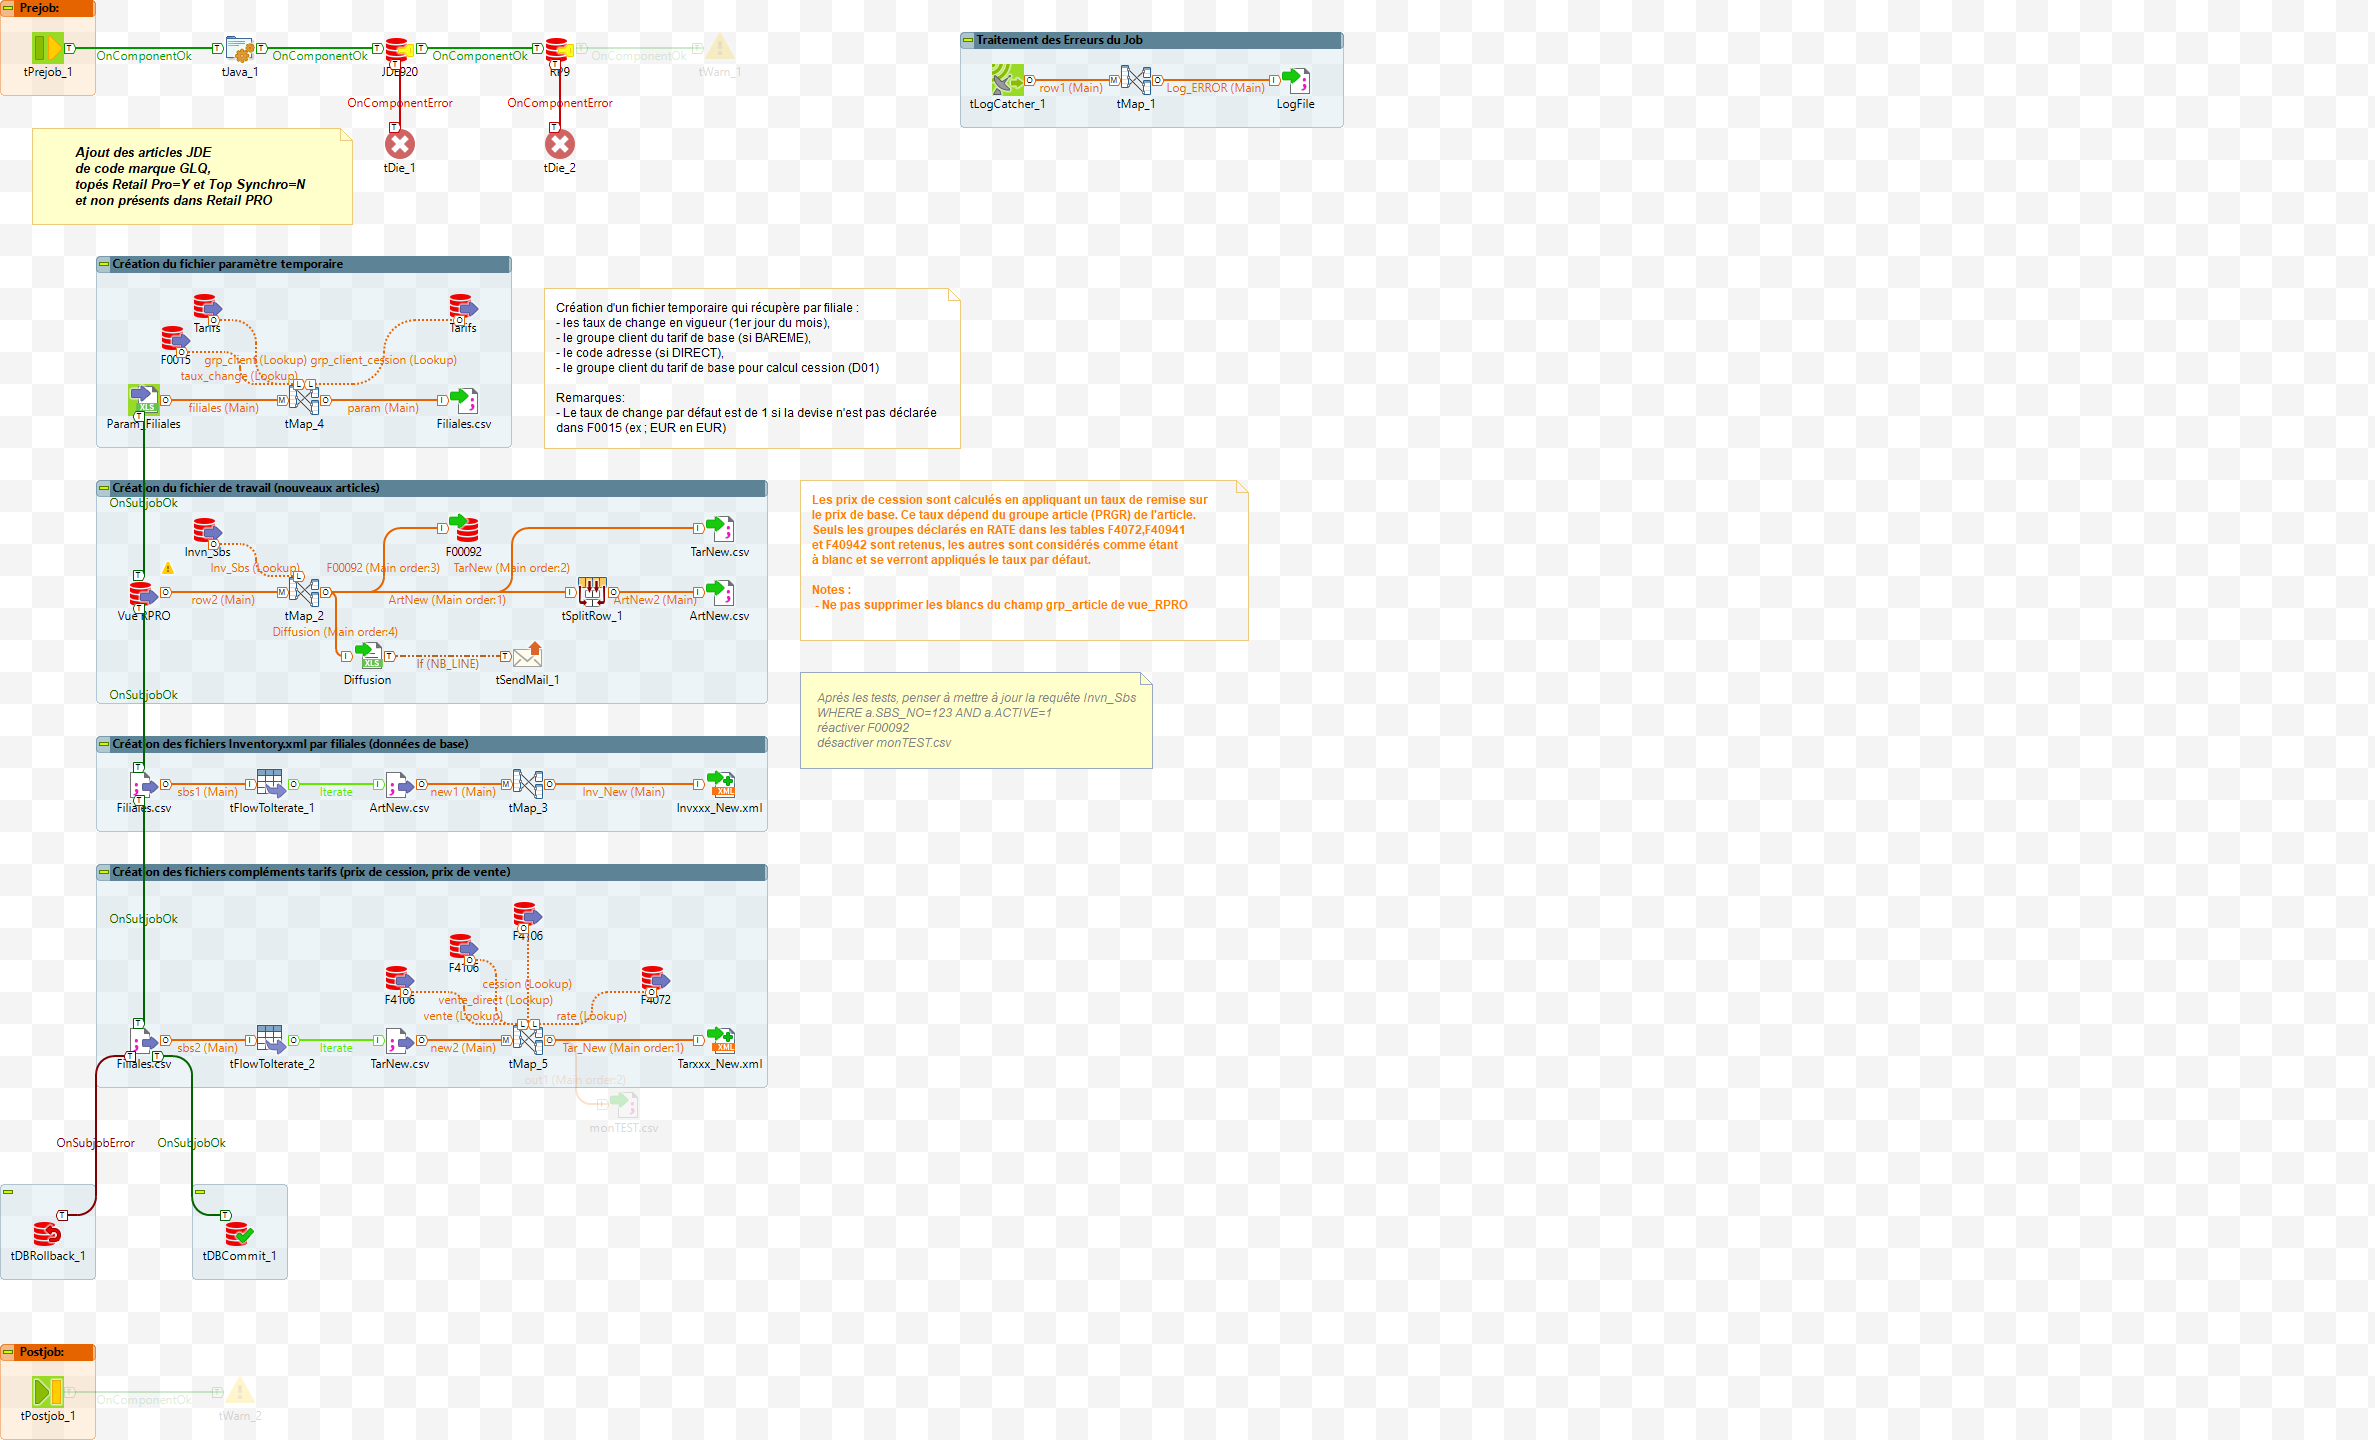 Prejob:
OnComponentOk
OnComponentOk
OnComponentOk
OnComponentOk
tPrejob_1
tJava_1
JDE920
RP9
tWarn_1
OnComponentError
OnComponentError
tDie_1
tDie_2
Traitement des Erreurs du Job
row1 (Main)
Log_ERROR (Main)
tLogCatcher_1
tMap_1
LogFile
Ajout des articles JDE
de code marque GLQ,
topés Retail Pro=Y et Top Synchro=N
et non présents dans Retail PRO
Création du fichier paramètre temporaire
Tarifs
Tarifs
F0015
grp_client (Lookup)
grp_client_cession (Lookup)
taux_change (Lookup)
filiales (Main)
param (Main)
Param_Filiales
tMap_4
Filiales.csv
Création d'un fichier temporaire qui récupère par filiale :
- les taux de change en vigueur (1er jour du mois),
- le groupe client du tarif de base (si BAREME),
- le code adresse (si DIRECT),
- le groupe client du tarif de base pour calcul cession (D01)
Remarques:
- Le taux de change par défaut est de 1 si la devise n'est pas déclarée
dans F0015 (ex ; EUR en EUR)
Création du fichier de travail (nouveaux articles)
OnSubjobOk
Invn_Sbs
F00092
TarNew.csv
Inv_Sbs (Lookup)
F00092 (Main order:3)
TarNew (Main order:2)
row2 (Main)
ArtNew (Main order:1)
ArtNew2 (Main)
Vue RPRO
tMap_2
tSplitRow_1
ArtNew.csv
Diffusion (Main order:4)
If (NB_LINE)
Diffusion
tSendMail_1
OnSubjobOk
Les prix de cession sont calculés en appliquant un taux de remise sur
le prix de base. Ce taux dépend du groupe article (PRGR) de l'article.
Seuls les groupes déclarés en RATE dans les tables F4072,F40941
et F40942 sont retenus, les autres sont considérés comme étant
à blanc et se verront appliqués le taux par défaut.
Notes :
- Ne pas supprimer les blancs du champ grp_article de vue_RPRO
Après les tests, penser à mettre à jour la requête Invn_Sbs
WHERE a.SBS_NO=123 AND a.ACTIVE=1
réactiver F00092
désactiver monTEST.csv
Création des fichiers Inventory.xml par filiales (données de base)
sbs1 (Main)
Iterate
new1 (Main)
Inv_New (Main)
Filiales.csv
tFlowToIterate_1
ArtNew.csv
tMap_3
Invxxx_New.xml
Création des fichiers compléments tarifs (prix de cession, prix de vente)
OnSubjobOk
F4106
F4106
F4106
F4072
cession (Lookup)
vente_direct (Lookup)
vente (Lookup)
rate (Lookup)
sbs2 (Main)
Iterate
new2 (Main)
Tar_New (Main order:1)
Filiales.csv
tFlowToIterate_2
TarNew.csv
tMap_5
Tarxxx_New.xml
out1 (Main order:2)
monTEST.csv
OnSubjobError
OnSubjobOk
tDBRollback_1
tDBCommit_1
Postjob:
OnComponentOk
tPostjob_1
tWarn_2